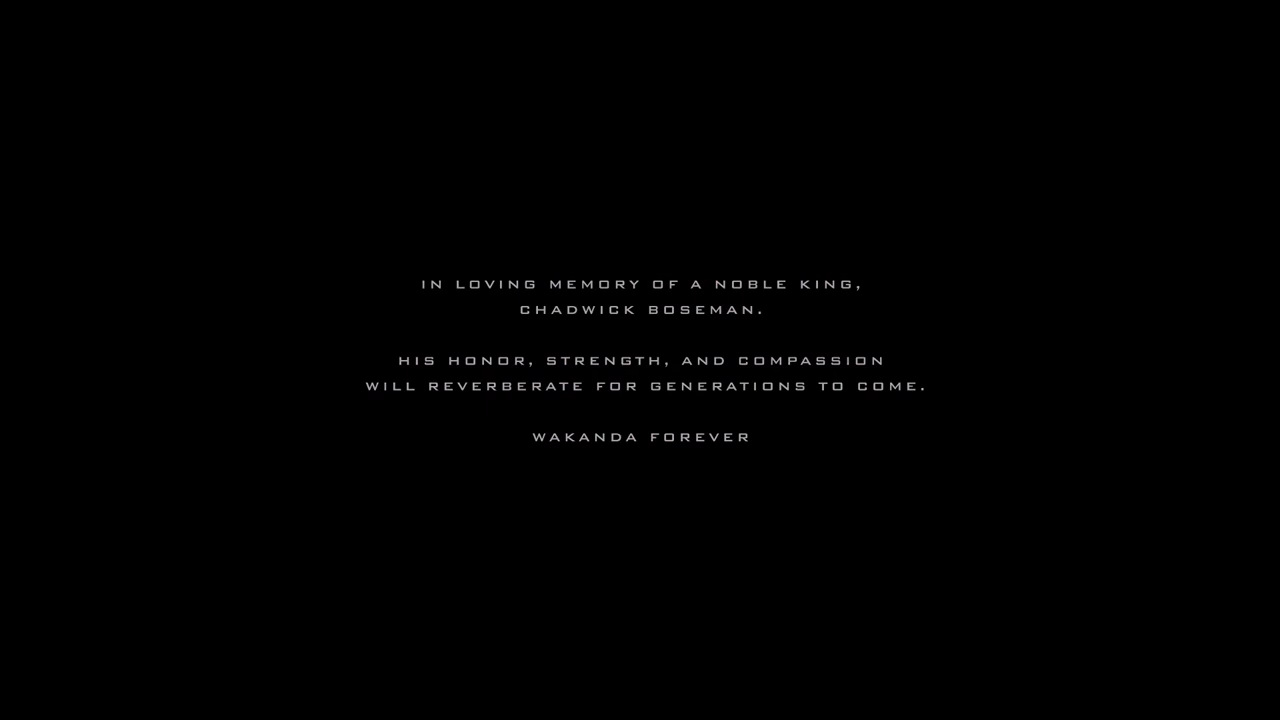 IN LOVING MEMORY OF A NOBLE KING,
CHADWICK BOSEMAN.
HIS HONOR, STRENGTH, AND COMPASSION
WILL REVERBERATE FOR GENERATIONS TO COME.
WAKANDA FOREVER